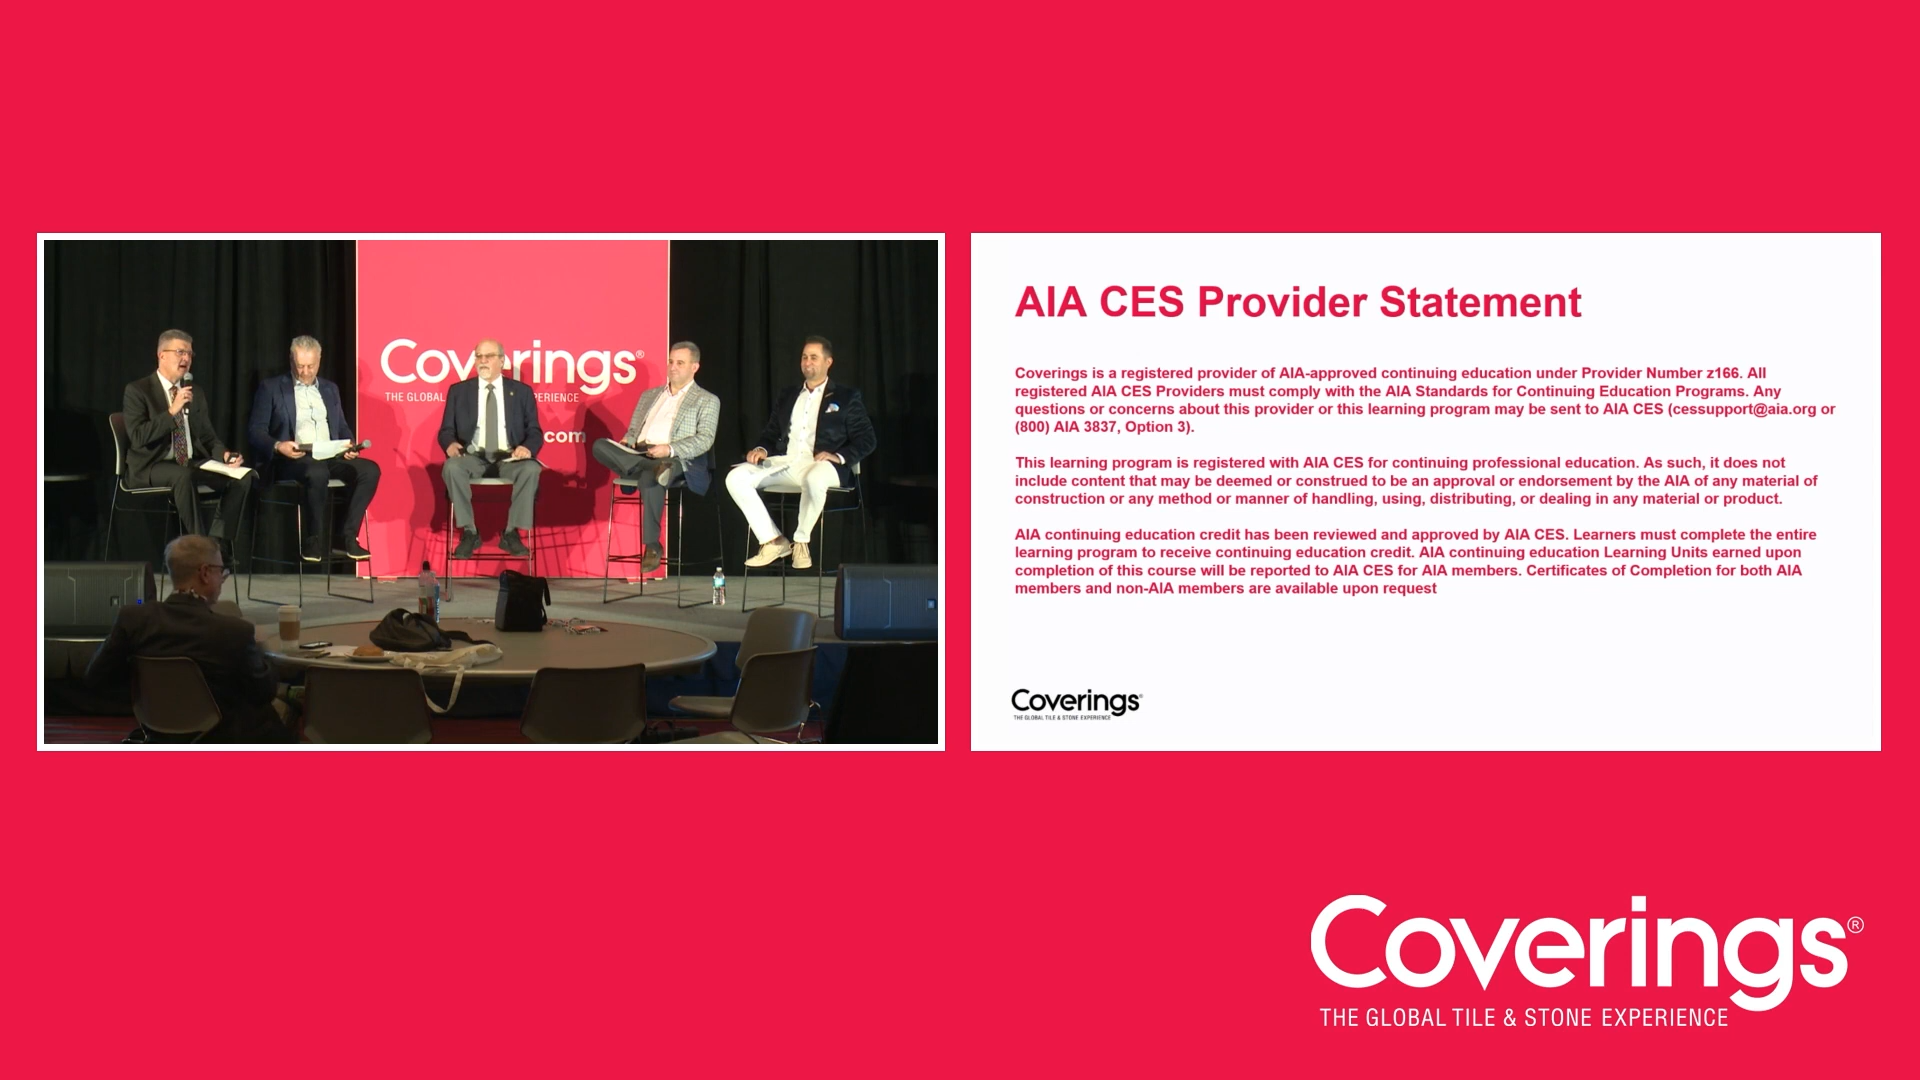 Coverings®
THE GLOBAL
PERIENCE
com
AIA CES Provider Statement
Coverings is a registered provider of AIA-approved continuing education under Provider Number z166. All
registered AIA CES Providers must comply with the AIA Standards for Continuing Education Programs. Any
questions or concerns about this provider or this learning program may be sent to AIA CES (cessupport@aia.org or
(800) AIA 3837, Option 3).
This learning program is registered with AIA CES for continuing professional education. As such, it does not
include content that may be deemed or construed to be an approval or endorsement by the AIA of any material of
construction or any method or manner of handling, using, distributing, or dealing in any material or product.
AIA continuing education credit has been reviewed and approved by AIA CES. Learners must complete the entire
learning program to receive continuing education credit. AIA continuing education Learning Units earned upon
completion of this course will be reported to AIA CES for AIA members. Certificates of Completion for both AIA
members and non-AIA members are available upon request
Coverings®
THE GLOBAL TILE & STONE EXPERIENCE
Coverings®
THE GLOBAL TILE & STONE EXPERIENCE